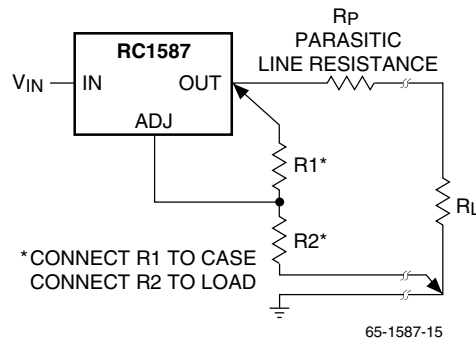 RP
PARASITIC
LINE RESISTANCE
RC1587
VIN
IN
OUT
ADJ
R1*
RL
R2*
*CONNECT R1 TO CASE
CONNECT R2 TO LOAD
65-1587-15